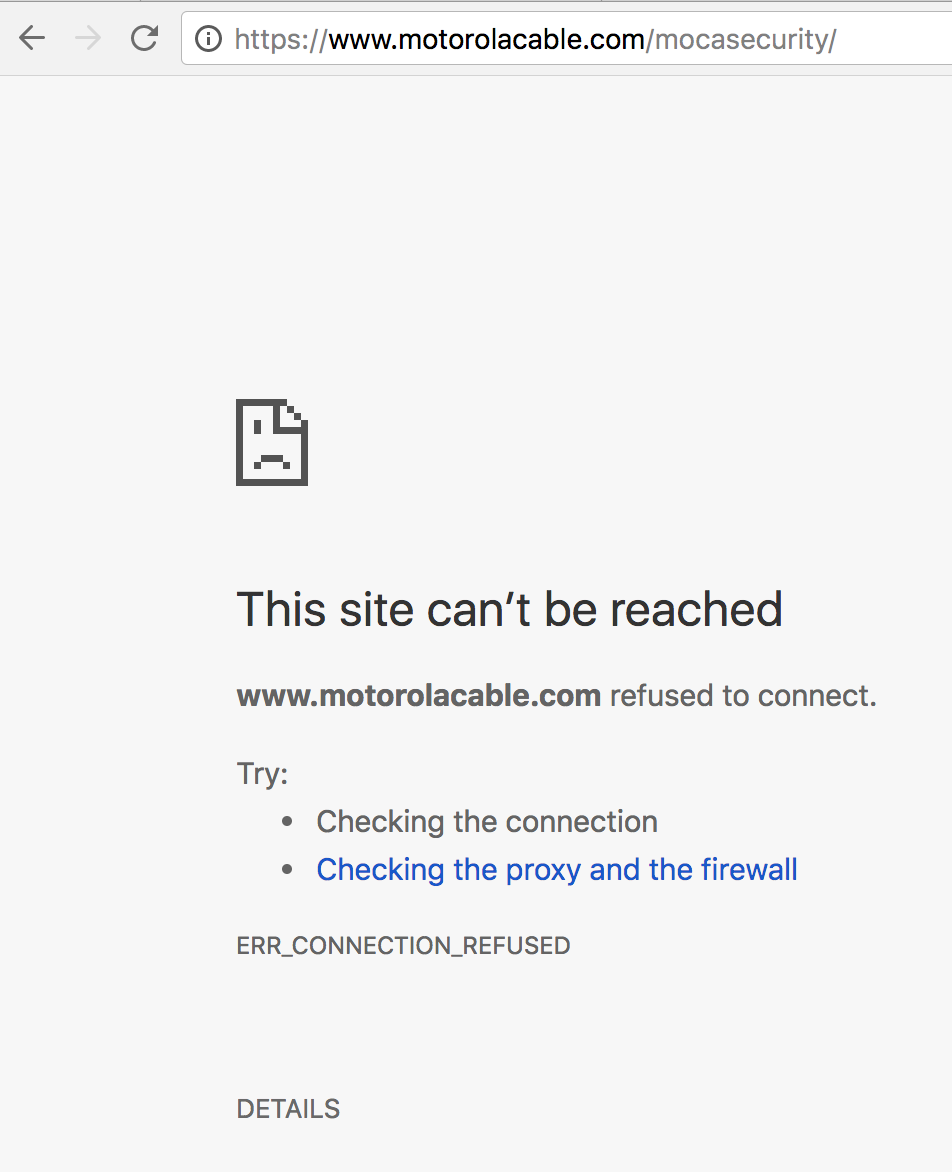 https://www.motorolacable.com/mocasecurity/
This site can’t be reached
www.motorolacable.com refused to connect.
Try:
• Checking the connection
• Checking the proxy and the firewall
ERR_CONNECTION_REFUSED
DETAILS